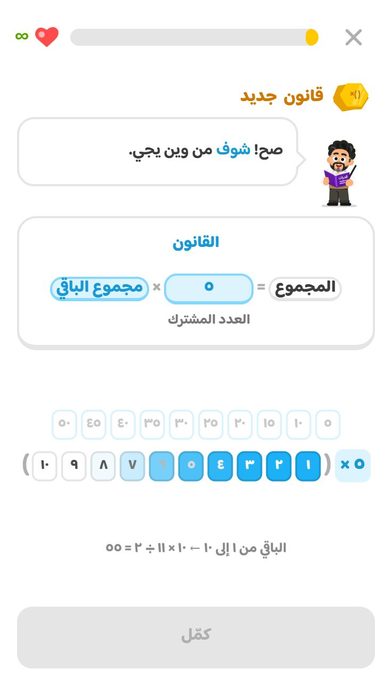 ∞
قانون جديد
صح! شوف من وين يجي.
القانون
المجموع = ٥ × مجموع الباقي
العدد المشترك
٥ ١٠ ١٥ ٢٠ ٢٥ ٣٠ ٣٥ ٤٠ ٤٥ ٥٠
٥ × ( ١ ٢ ٣ ٤ ٥ ٦ ٧ ٨ ٩ ١٠ )
الباقي من ١ إلى ١٠ ← ١٠ × ١١ ÷ ٢ = ٥٥
كمّل